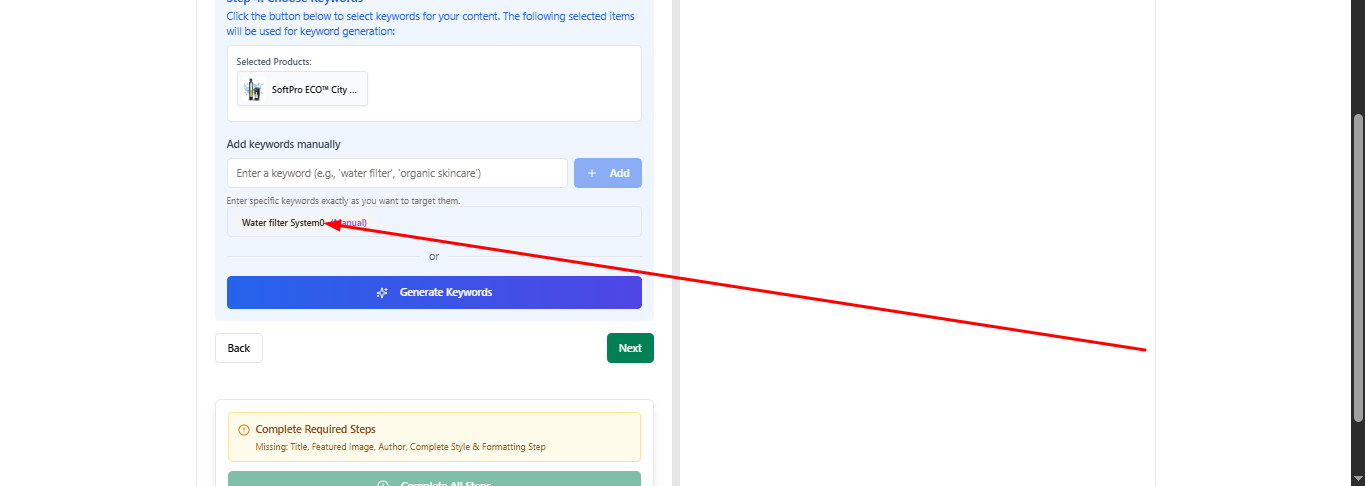 Step 4: Choose Keywords
Click the button below to select keywords for your content. The following selected items
will be used for keyword generation:
Selected Products:
SoftPro ECO™ City ...
Add keywords manually
Enter a keyword (e.g., 'water filter', 'organic skincare')
+ Add
Enter specific keywords exactly as you want to target them.
Water filter System0 (Manual)
or
Generate Keywords
Back
Next
Complete Required Steps
Missing: Title, Featured Image, Author, Complete Style & Formatting Step
Complete All Steps